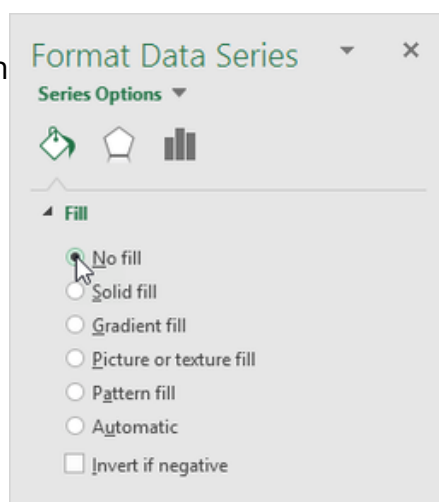 Format Data Series
Series Options
Fill
No fill
Solid fill
Gradient fill
Picture or texture fill
Pattern fill
Automatic
Invert if negative